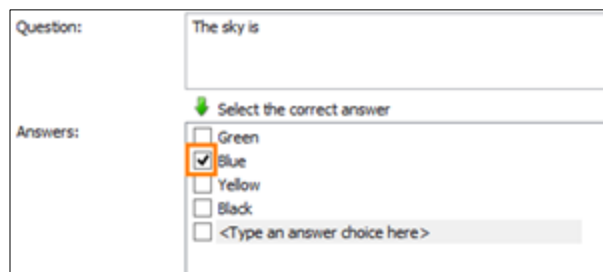 Question:
The sky is
Select the correct answer
Answers:
Green
Blue
Yellow
Black
<Type an answer choice here>